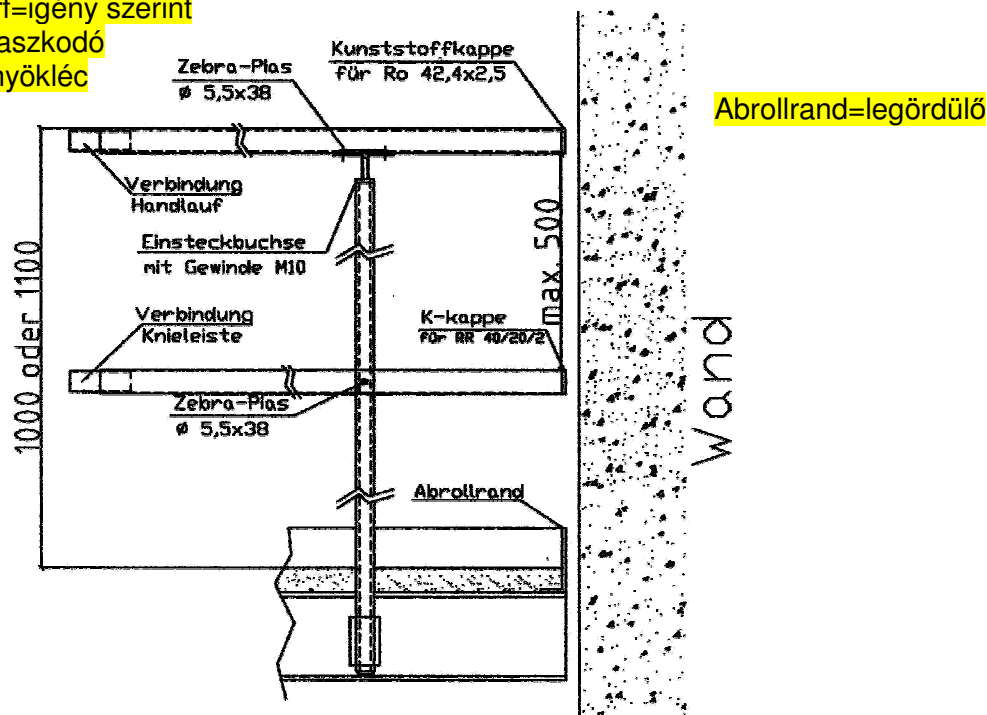 rf=igény szerint
aszkodó
nyökléc
Abrollrand=legördülő
Kunststoffkappe
für Ro 42,4x2,5
Zebra-Plas
ø 5,5x38
Verbindung
Handlauf
Einsteckbuchse
mit Gewinde M10
max. 500
1000 oder 1100
Verbindung
Knieleiste
K-kappe
für RR 40/20/2
Zebra-Plas
ø 5,5x38
Abrollrand
Wand